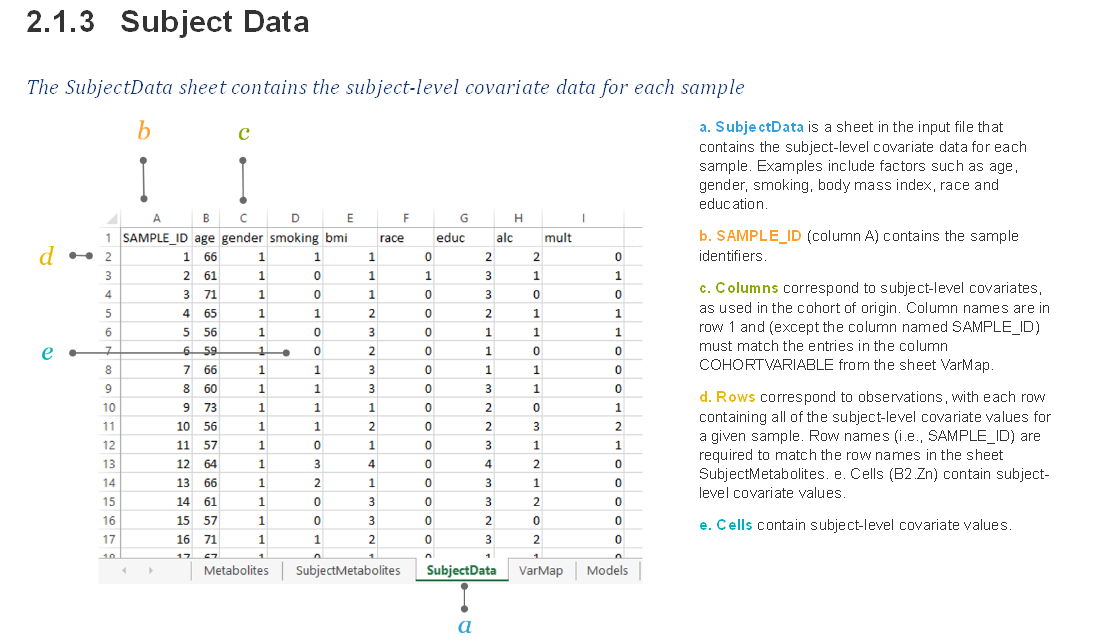 2.1.3 Subject Data
The SubjectData sheet contains the subject-level covariate data for each sample
b
c
A B C D E F G H I
1 SAMPLE_ID age gender smoking bmi race educ alc mult
d
2 1 66 1 1 1 0 2 2 0
3 2 61 1 0 1 1 3 1 1
4 3 71 1 0 1 0 3 0 0
5 4 65 1 1 2 0 2 1 1
6 5 56 1 0 3 0 1 1 1
e
7 6 59 1 0 2 0 1 0 0
8 7 66 1 1 3 0 1 1 0
9 8 60 1 1 3 0 3 1 0
10 9 73 1 1 1 0 2 0 1
11 10 56 1 1 2 0 2 3 2
12 11 57 1 0 1 0 3 1 1
13 12 64 1 3 4 0 4 2 0
14 13 66 1 2 1 0 3 1 0
15 14 61 1 0 3 0 3 2 0
16 15 57 1 0 3 0 2 0 0
17 16 71 1 1 2 0 3 2 0
18 17 67 1 0 1 0 1 1 0
Metabolites SubjectMetabolites SubjectData VarMap Models
a
a. SubjectData is a sheet in the input file that
contains the subject-level covariate data for each
sample. Examples include factors such as age,
gender, smoking, body mass index, race and
education.
b. SAMPLE_ID (column A) contains the sample
identifiers.
c. Columns correspond to subject-level covariates,
as used in the cohort of origin. Column names are in
row 1 and (except the column named SAMPLE_ID)
must match the entries in the column
COHORTVARIABLE from the sheet VarMap.
d. Rows correspond to observations, with each row
containing all of the subject-level covariate values for
a given sample. Row names (i.e., SAMPLE_ID) are
required to match the row names in the sheet
SubjectMetabolites. e. Cells (B2.Zn) contain subject-
level covariate values.
e. Cells contain subject-level covariate values.